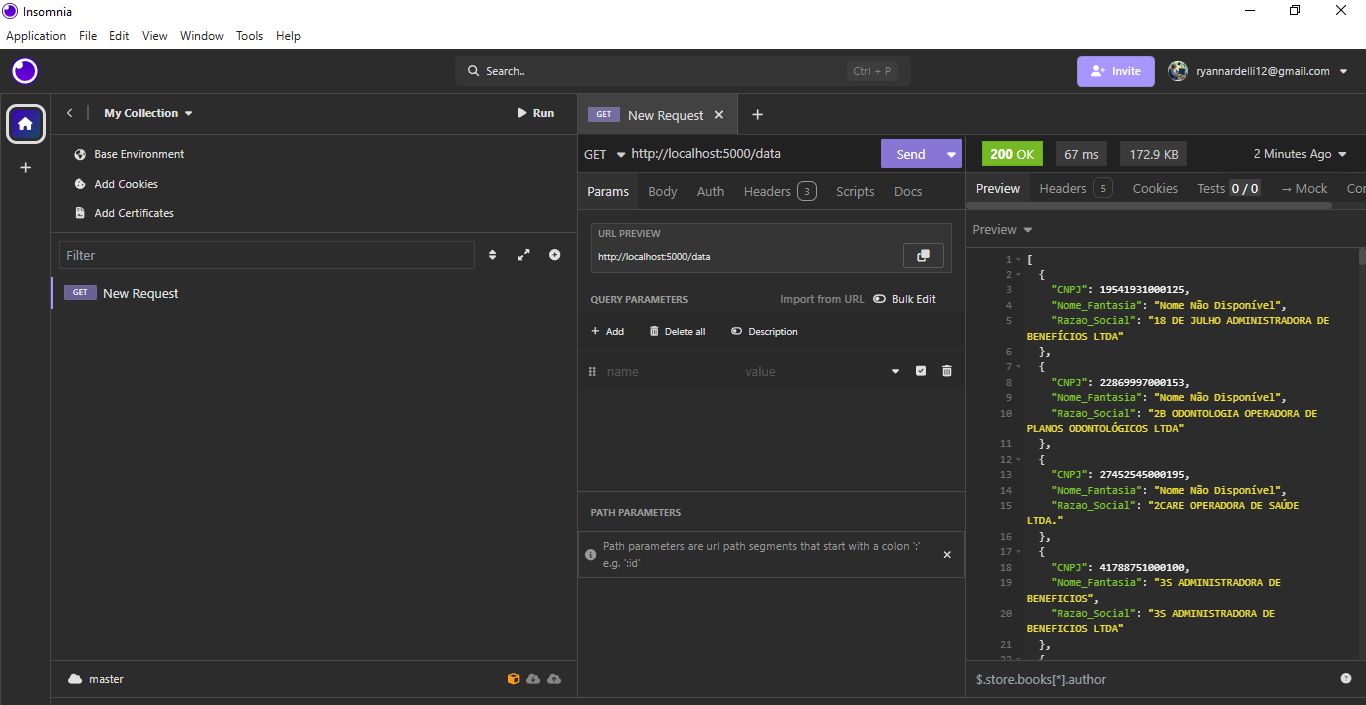 Insomnia
Application File Edit View Window Tools Help
Search.. Ctrl + P
Invite
ryannardelli12@gmail.com
My Collection
Run
Base Environment
Add Cookies
Add Certificates
Filter
GET New Request
master
GET New Request
GET http://localhost:5000/data Send
Params Body Auth Headers 3 Scripts Docs
URL PREVIEW
http://localhost:5000/data
QUERY PARAMETERS Import from URL Bulk Edit
+ Add Delete all Description
name value
PATH PARAMETERS
Path parameters are url path segments that start with a colon ':'
e.g. ':id'
200 OK 67 ms 172.9 KB 2 Minutes Ago
Preview Headers 5 Cookies Tests 0 / 0 → Mock Con
Preview
1 [
2 {
3 "CNPJ": 19541931000125,
4 "Nome_Fantasia": "Nome Não Disponível",
5 "Razao_Social": "18 DE JULHO ADMINISTRADORA DE
BENEFÍCIOS LTDA"
6 },
7 {
8 "CNPJ": 22869997000153,
9 "Nome_Fantasia": "Nome Não Disponível",
10 "Razao_Social": "2B ODONTOLOGIA OPERADORA DE
PLANOS ODONTOLÓGICOS LTDA"
11 },
12 {
13 "CNPJ": 27452545000195,
14 "Nome_Fantasia": "Nome Não Disponível",
15 "Razao_Social": "2CARE OPERADORA DE SAÚDE
LTDA."
16 },
17 {
18 "CNPJ": 41788751000100,
19 "Nome_Fantasia": "3S ADMINISTRADORA DE
BENEFICIOS",
20 "Razao_Social": "3S ADMINISTRADORA DE
BENEFICIOS LTDA"
21 },
22 {
$.store.books[*].author